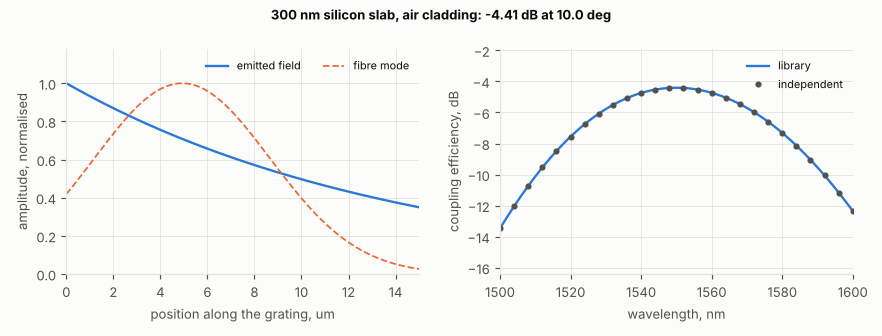 300 nm silicon slab, air cladding: -4.41 dB at 10.0 deg
emitted field
fibre mode
amplitude, normalised
1.0
0.8
0.6
0.4
0.2
0.0
0 2 4 6 8 10 12 14
position along the grating, um
library
independent
coupling efficiency, dB
−2
−4
−6
−8
−10
−12
−14
−16
1500 1520 1540 1560 1580 1600
wavelength, nm